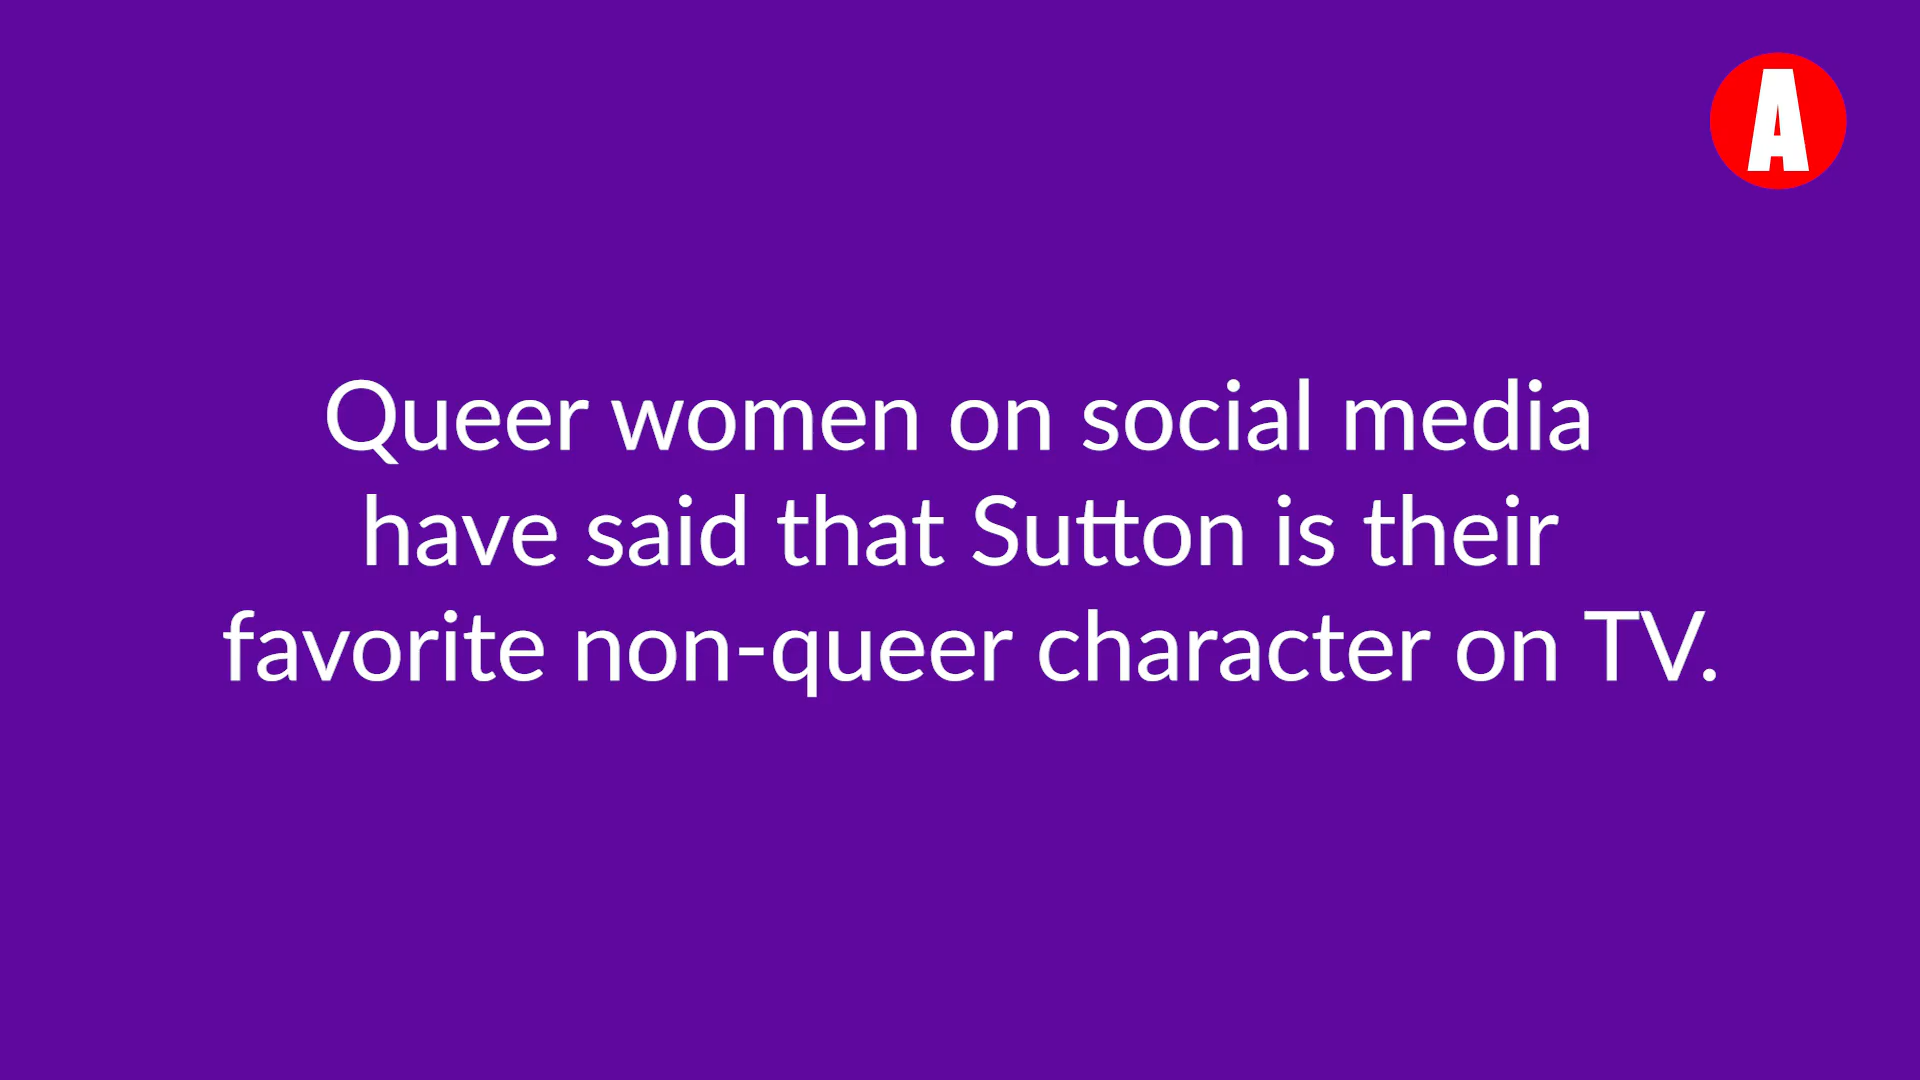 A
Queer women on social media
have said that Sutton is their
favorite non-queer character on TV.